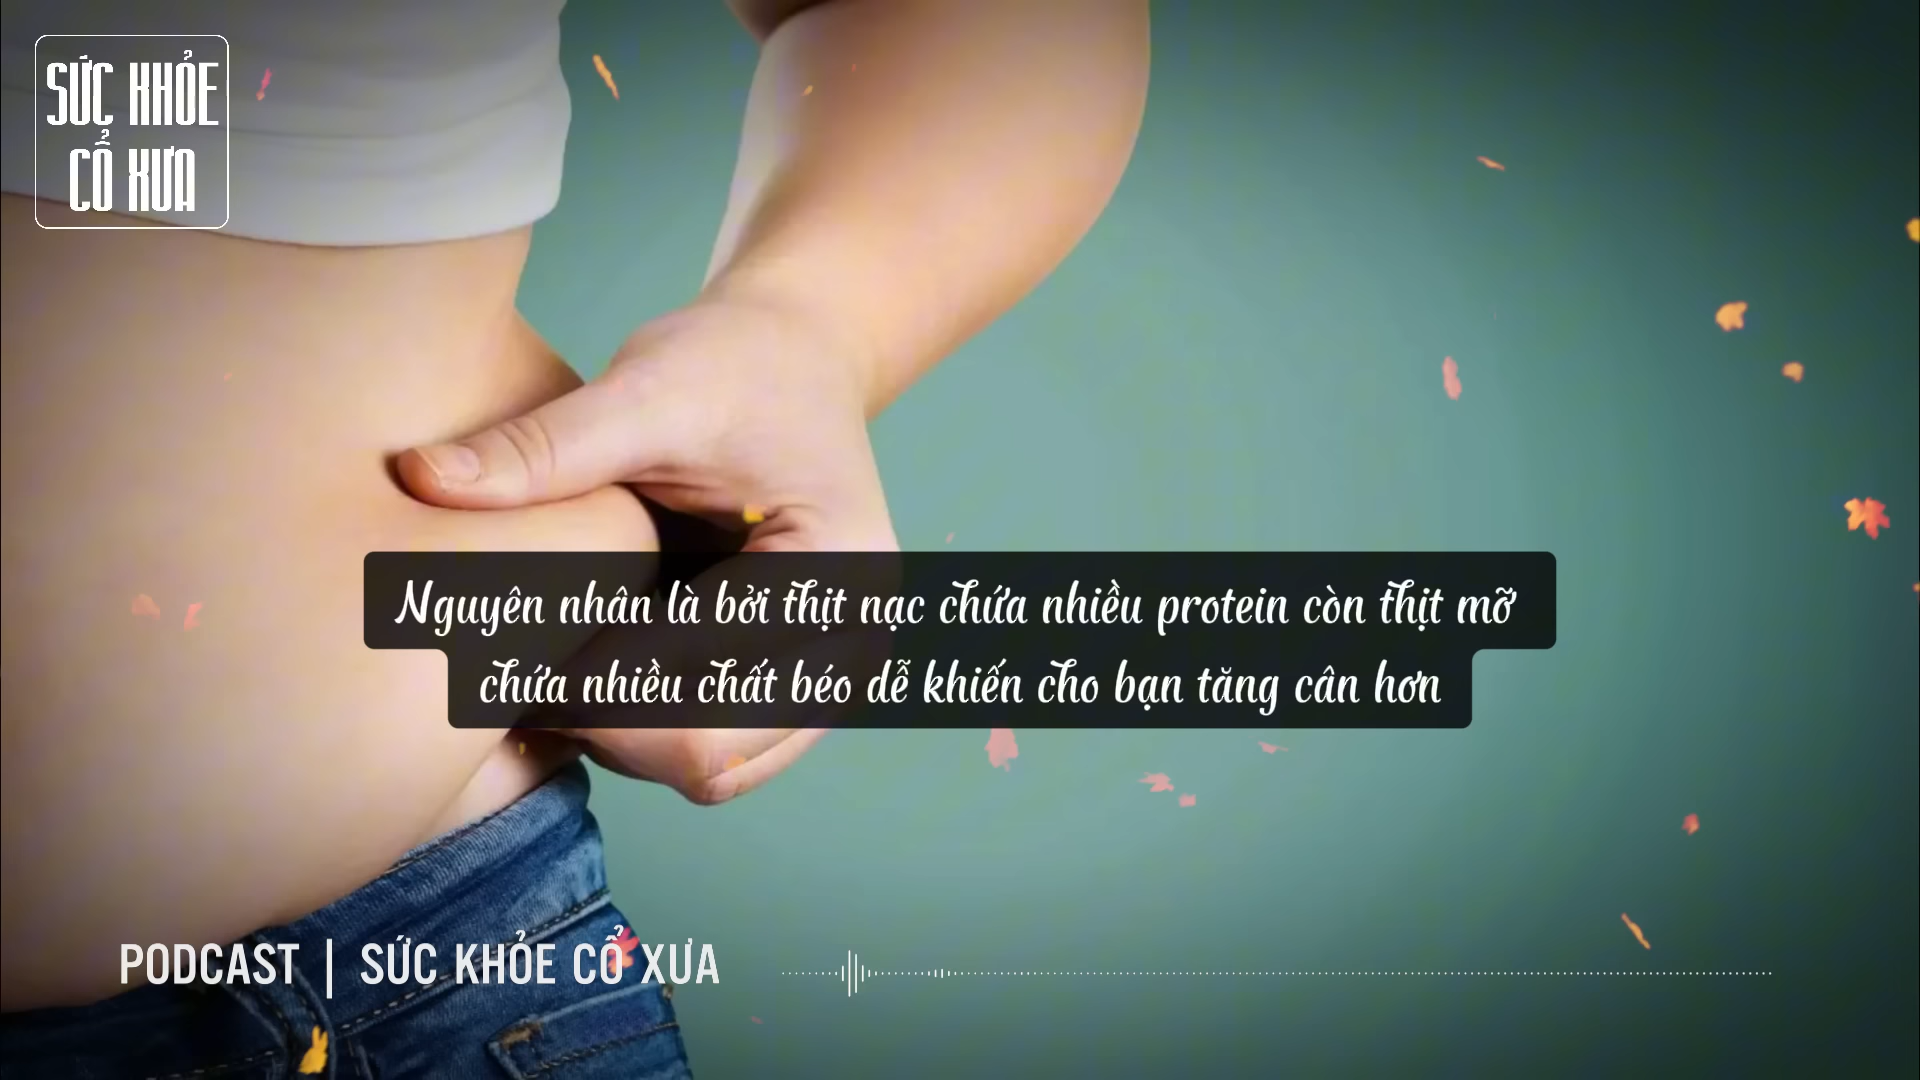 SỨC KHỎE
CỔ XƯA
Nguyên nhân là bởi thịt nạc chứa nhiều protein còn thịt mỡ
chứa nhiều chất béo dễ khiến cho bạn tăng cân hơn
PODCAST | SỨC KHỎE CỔ XƯA